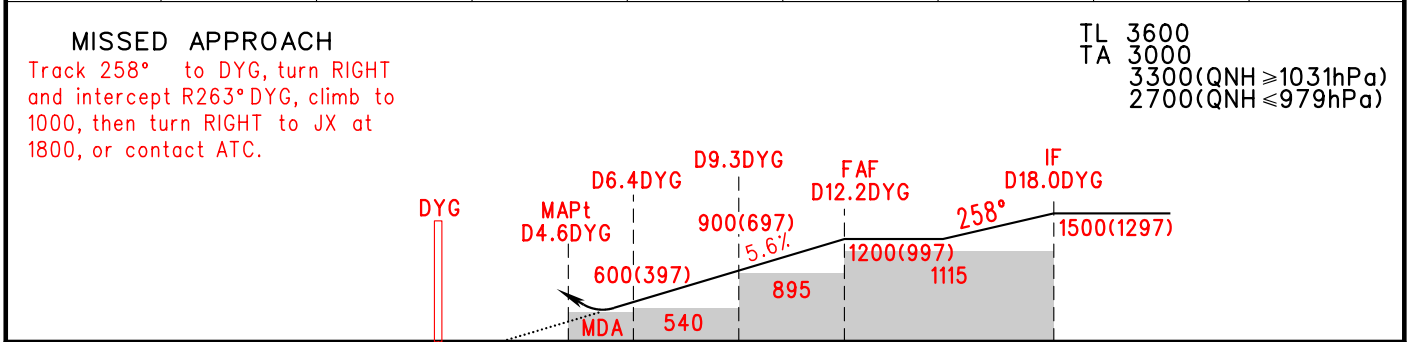 MISSED APPROACH
Track 258° to DYG, turn RIGHT
and intercept R263° DYG, climb to
1000, then turn RIGHT to JX at
1800, or contact ATC.
TL 3600
TA 3000
3300(QNH ≥1031hPa)
2700(QNH ≤979hPa)
DYG
MAPt
D4.6DYG
D6.4DYG
D9.3DYG
FAF
D12.2DYG
IF
D18.0DYG
600(397)
900(697)
5.6%
1200(997)
258°
1500(1297)
MDA
540
895
1115